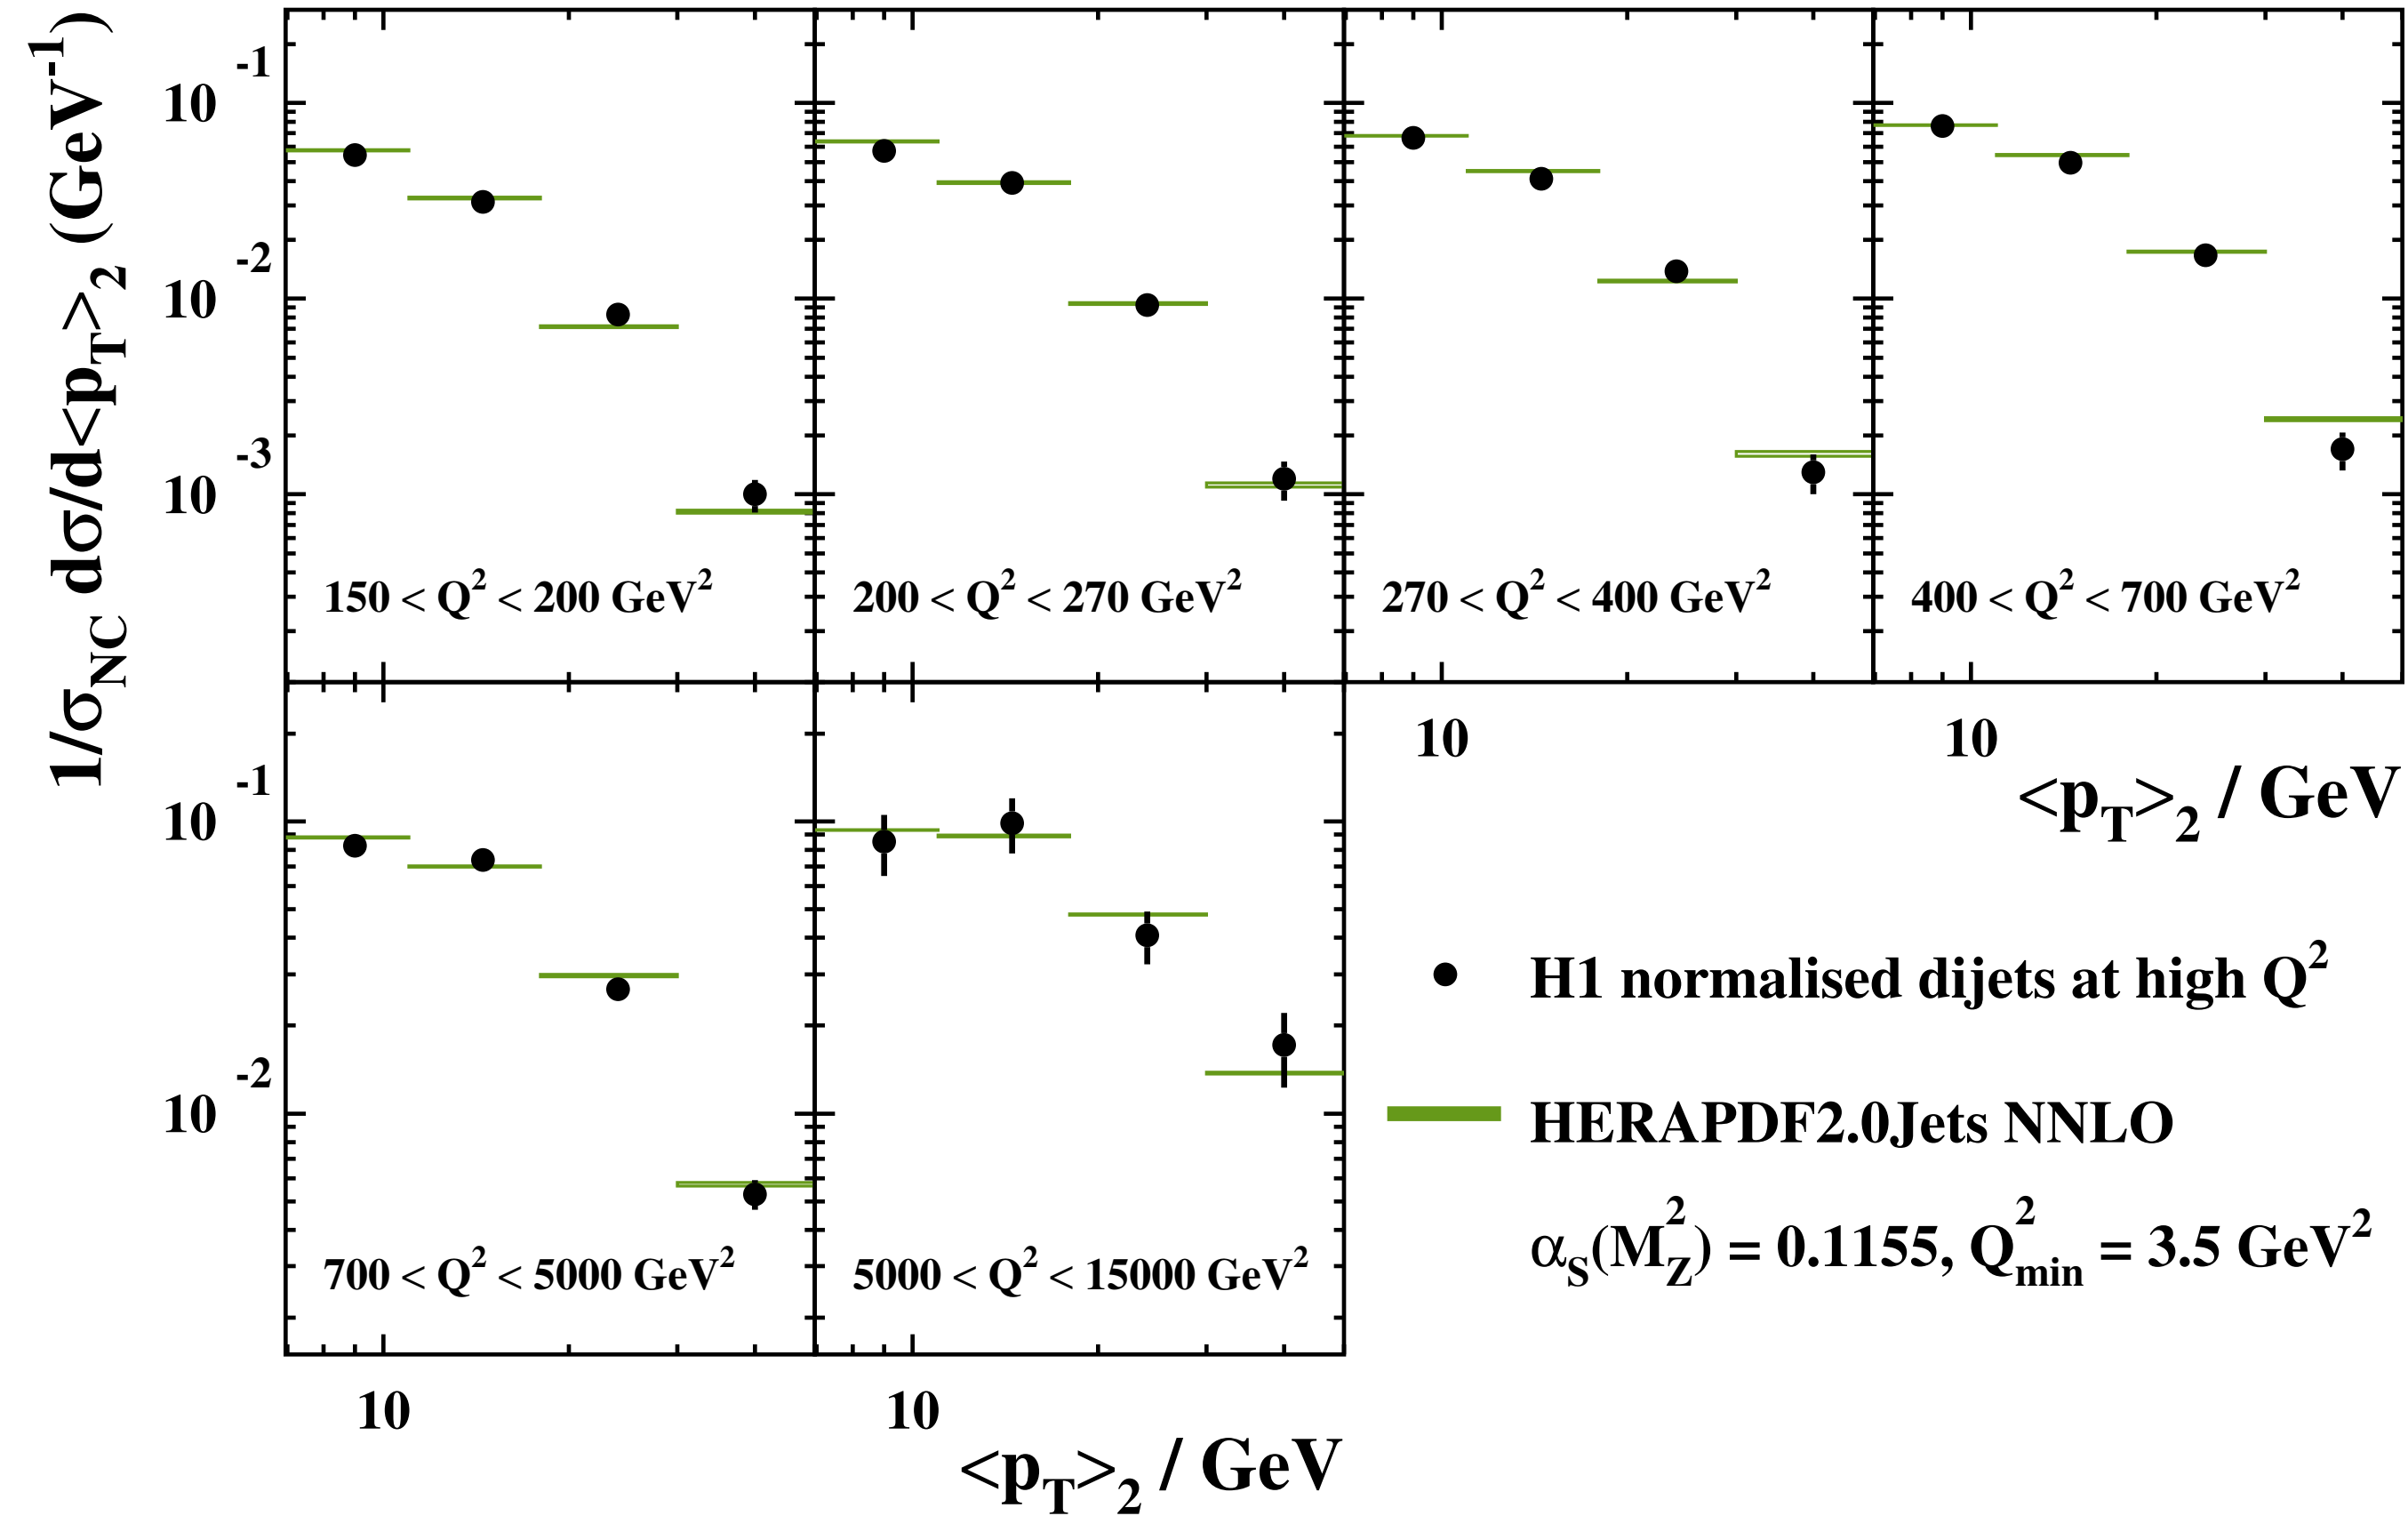 1/σ_NC dσ/d<p_T>_2 (GeV^-1)
10^-1
10^-2
10^-3
150 < Q^2 < 200 GeV^2
200 < Q^2 < 270 GeV^2
270 < Q^2 < 400 GeV^2
400 < Q^2 < 700 GeV^2
10
10
<p_T>_2 / GeV
10^-1
10^-2
700 < Q^2 < 5000 GeV^2
5000 < Q^2 < 15000 GeV^2
10
10
<p_T>_2 / GeV
H1 normalised dijets at high Q^2
HERAPDF2.0Jets NNLO
α_S(M_Z^2) = 0.1155, Q_min^2 = 3.5 GeV^2